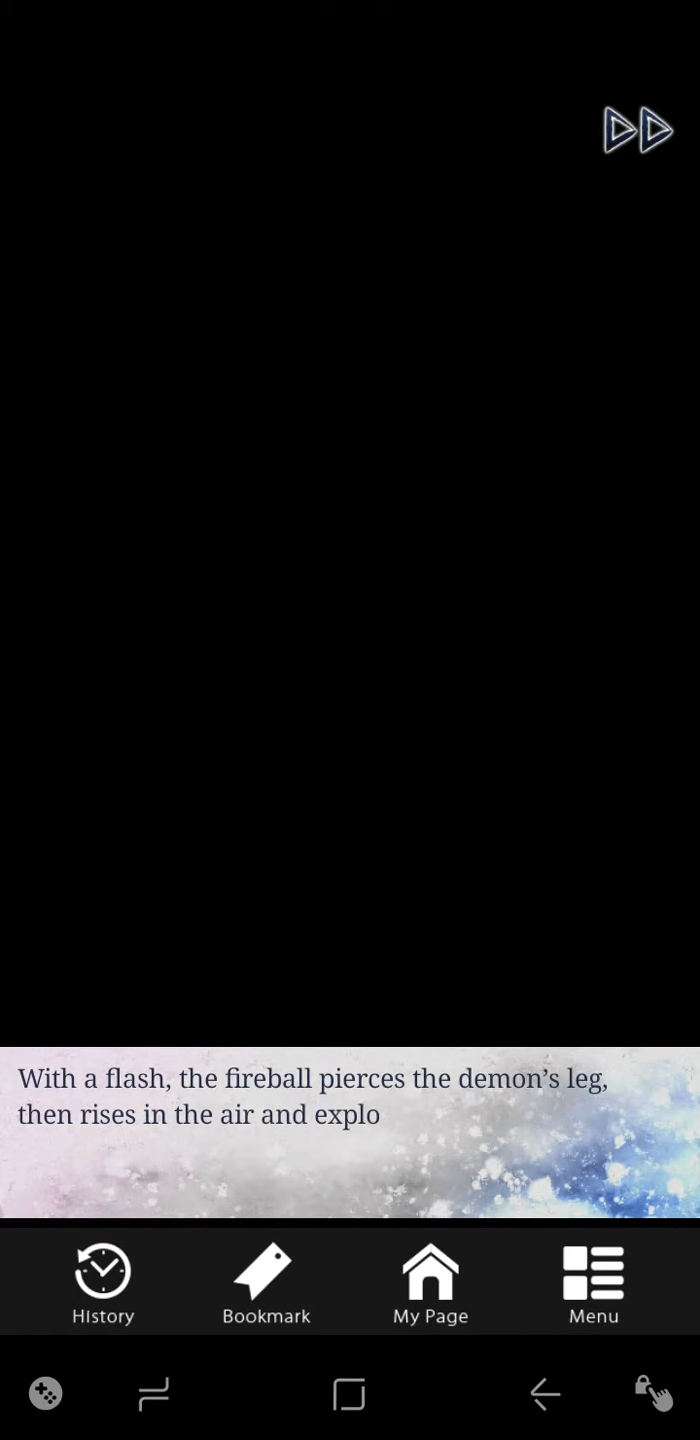 With a flash, the fireball pierces the demon’s leg,
then rises in the air and explo
History
Bookmark
My Page
Menu